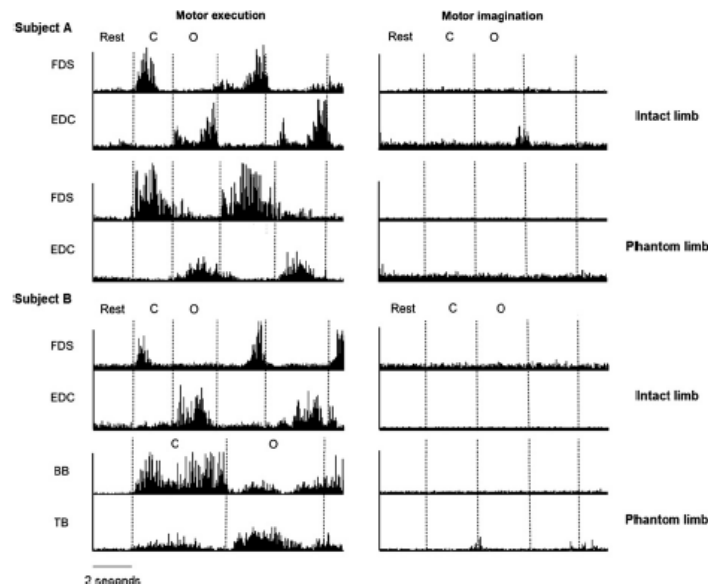 Motor execution Motor imagination
Subject A
Rest C O Rest C O
FDS
Intact limb
EDC
FDS
Phantom limb
EDC
Subject B
Rest C O Rest C O
FDS
Intact limb
EDC
C O
BB
Phantom limb
TB
2 seconds